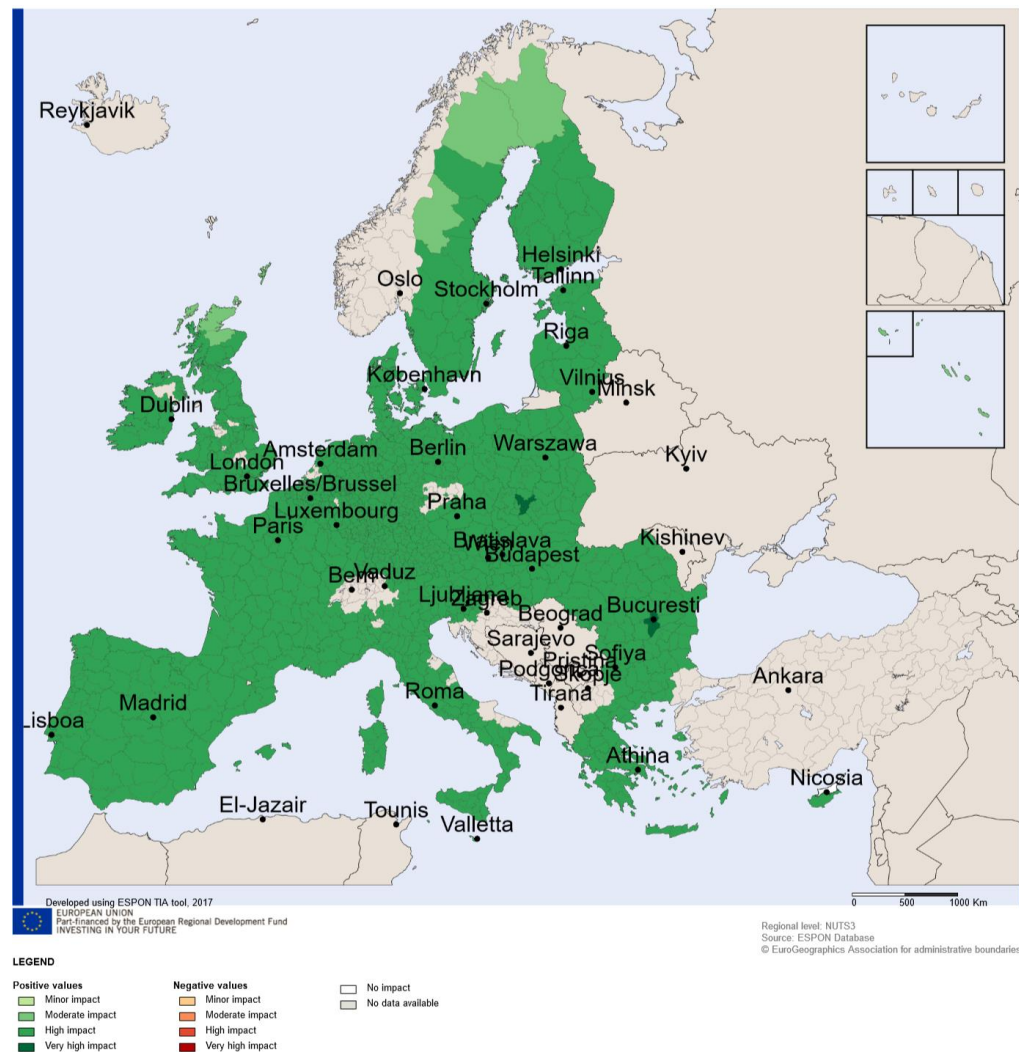 Reykjavik
Helsinki
Tallinn
Oslo
Stockholm
Riga
København
Vilnius
Minsk
Dublin
Amsterdam
Berlin
Warszawa
London
Kyiv
Bruxelles/Brussel
Praha
Luxembourg
Paris
Bratislava
Wien
Budapest
Kishinev
Bern
Vaduz
Ljubljana
Zagreb
Beograd
Bucuresti
Sarajevo
Sofiya
Pristina
Podgorica
Skopje
Tirana
Ankara
Roma
Madrid
Lisboa
Athina
Nicosia
El-Jazair
Tounis
Valletta
Developed using ESPON TIA tool, 2017
0 500 1000 Km
EUROPEAN UNION
Part-financed by the European Regional Development Fund
INVESTING IN YOUR FUTURE
Regional level: NUTS3
Source: ESPON Database
© EuroGeographics Association for administrative boundaries
LEGEND
Positive values
Minor impact
Moderate impact
High impact
Very high impact
Negative values
Minor impact
Moderate impact
High impact
Very high impact
No impact
No data available